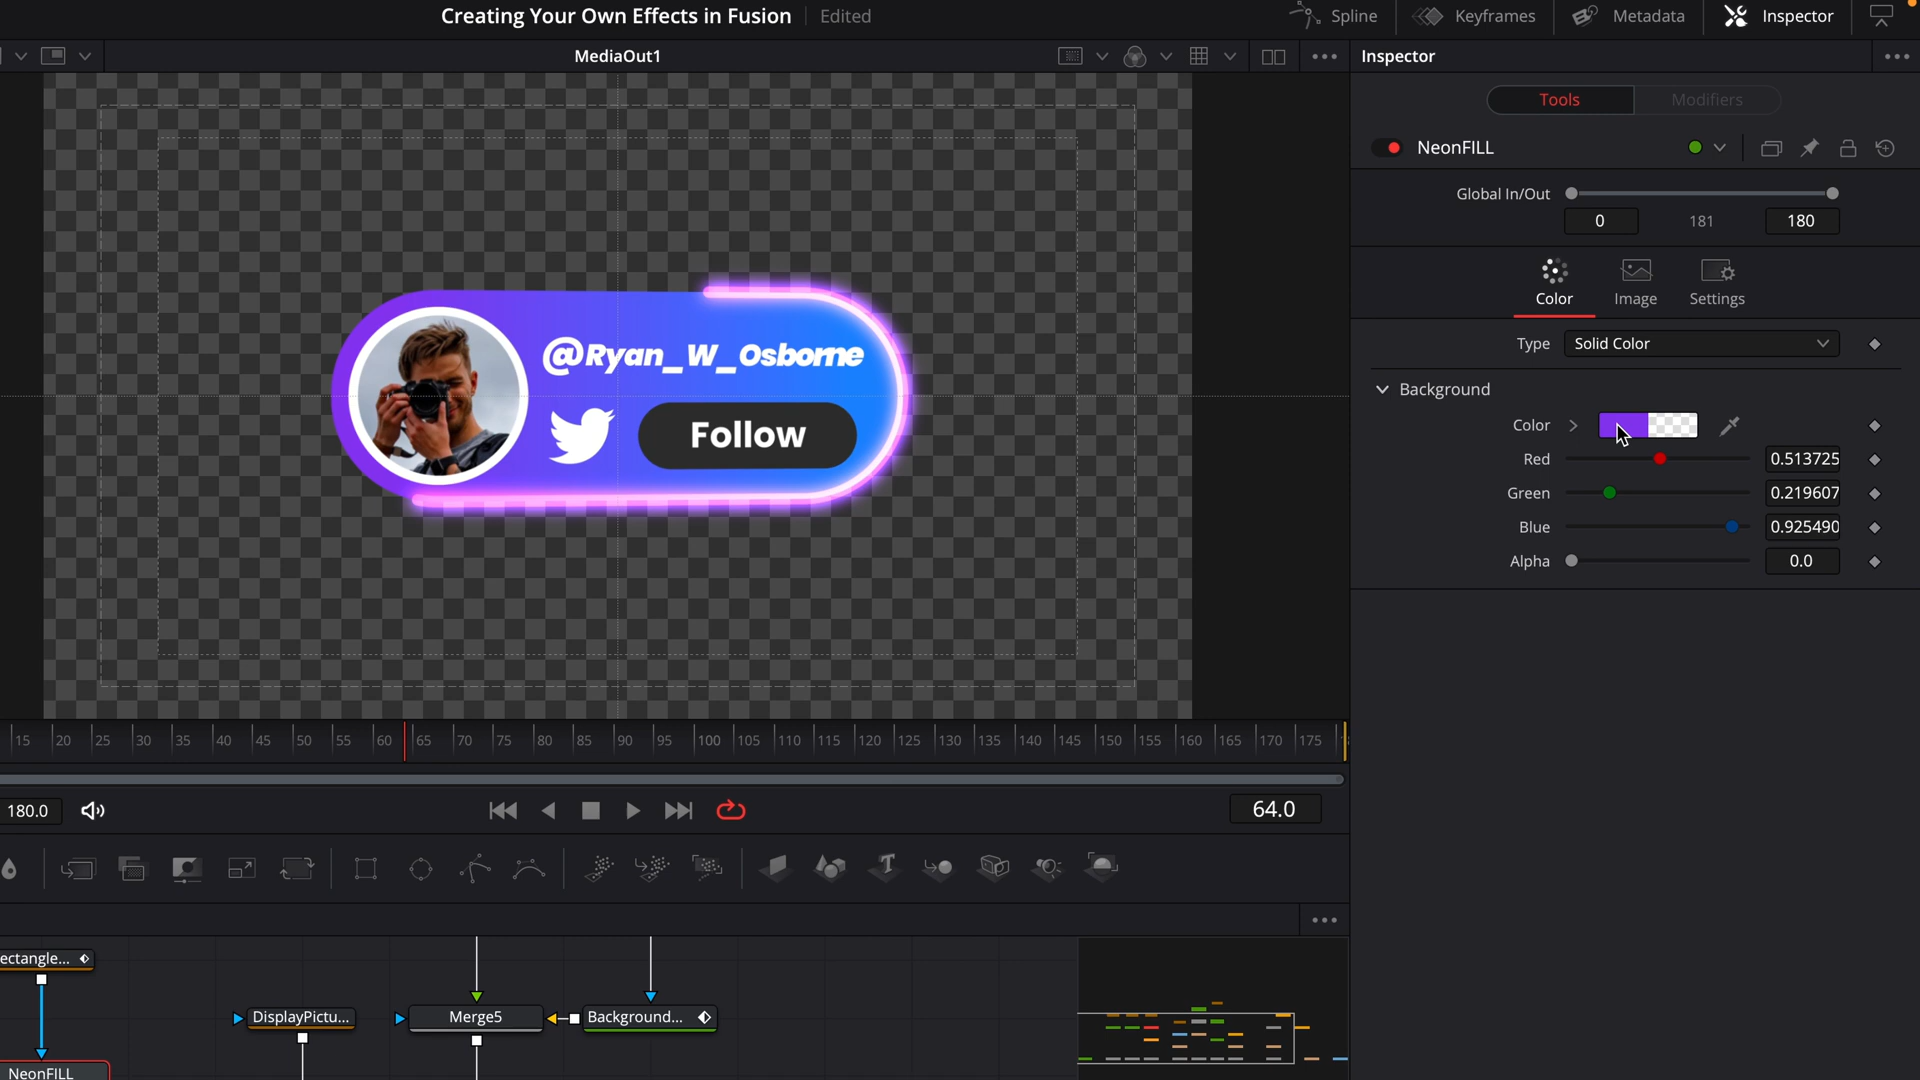 Creating Your Own Effects in Fusion
Edited
Spline
Keyframes
Metadata
Inspector
MediaOut1
Inspector
Tools
Modifiers
NeonFILL
Global In/Out
0
181
180
Color
Image
Settings
Type
Solid Color
Background
Color
Red
0.513725
Green
0.219607
Blue
0.925490
Alpha
0.0
@Ryan_W_Osborne
Follow
15 20 25 30 35 40 45 50 55 60 65 70 75 80 85 90 95 100 105 110 115 120 125 130 135 140 145 150 155 160 165 170 175
180.0
64.0
ectangle...
DisplayPictu...
Merge5
Background...
NeonFILL